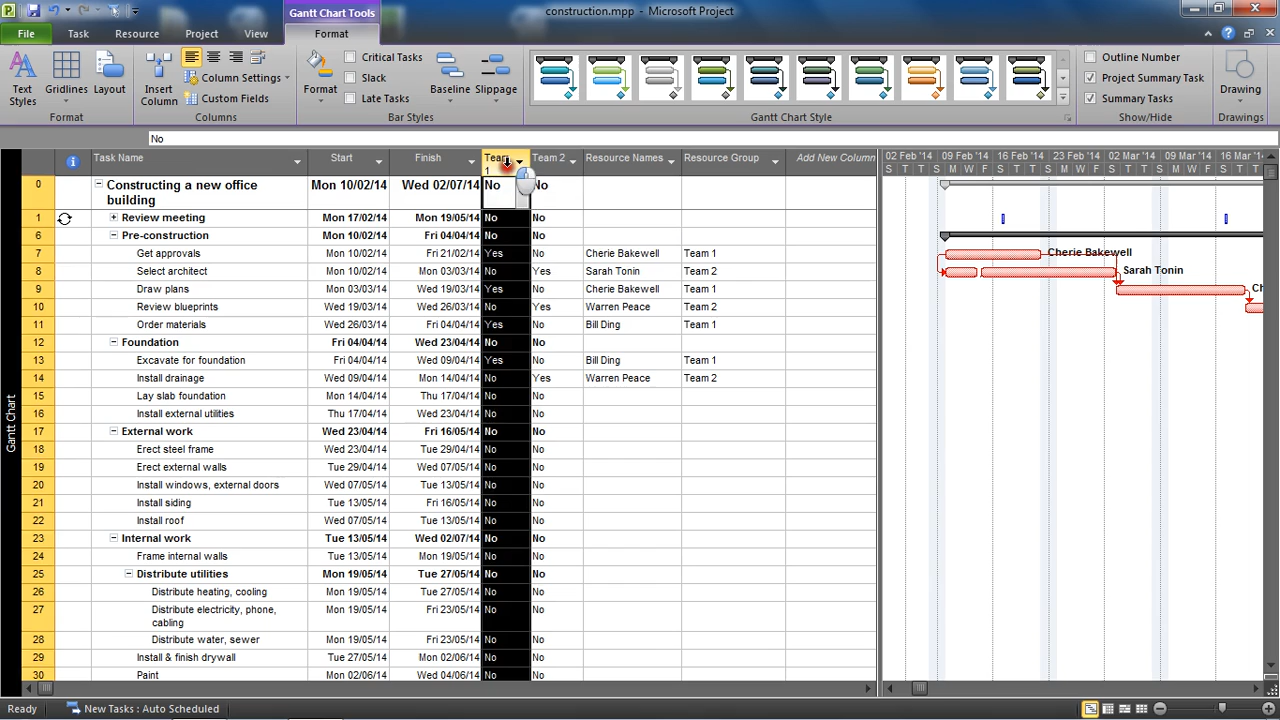 construction.mpp - Microsoft Project
Gantt Chart Tools
File Task Resource Project View Format
Text Styles
Gridlines
Layout
Format
Insert Column
Column Settings
Custom Fields
Columns
Format
Critical Tasks
Slack
Late Tasks
Baseline
Slippage
Bar Styles
Gantt Chart Style
Outline Number
Project Summary Task
Summary Tasks
Show/Hide
Drawing
Drawings
No
Task Name Start Finish Team 1 Team 2 Resource Names Resource Group Add New Column
02 Feb '14 09 Feb '14 16 Feb '14 23 Feb '14 02 Mar '14 09 Mar '14 16 Mar '14
S T M F T S W S T M F T S W S T M
0 Constructing a new office building Mon 10/02/14 Wed 02/07/14 No No
1 Review meeting Mon 17/02/14 Mon 19/05/14 No No
6 Pre-construction Mon 10/02/14 Fri 04/04/14 No No
7 Get approvals Mon 10/02/14 Fri 21/02/14 Yes No Cherie Bakewell Team 1
Cherie Bakewell
8 Select architect Mon 10/02/14 Mon 03/03/14 No Yes Sarah Tonin Team 2
Sarah Tonin
9 Draw plans Mon 03/03/14 Wed 19/03/14 Yes No Cherie Bakewell Team 1
Ch
10 Review blueprints Wed 19/03/14 Wed 26/03/14 No Yes Warren Peace Team 2
11 Order materials Wed 26/03/14 Fri 04/04/14 Yes No Bill Ding Team 1
12 Foundation Fri 04/04/14 Wed 23/04/14 No No
13 Excavate for foundation Fri 04/04/14 Wed 09/04/14 Yes No Bill Ding Team 1
14 Install drainage Wed 09/04/14 Mon 14/04/14 No Yes Warren Peace Team 2
15 Lay slab foundation Mon 14/04/14 Thu 17/04/14 No No
16 Install external utilities Thu 17/04/14 Wed 23/04/14 No No
17 External work Wed 23/04/14 Fri 16/05/14 No No
18 Erect steel frame Wed 23/04/14 Tue 29/04/14 No No
19 Erect external walls Tue 29/04/14 Wed 07/05/14 No No
20 Install windows, external doors Wed 07/05/14 Tue 13/05/14 No No
21 Install siding Tue 13/05/14 Fri 16/05/14 No No
22 Install roof Wed 07/05/14 Tue 13/05/14 No No
23 Internal work Tue 13/05/14 Wed 02/07/14 No No
24 Frame internal walls Tue 13/05/14 Mon 19/05/14 No No
25 Distribute utilities Mon 19/05/14 Tue 27/05/14 No No
26 Distribute heating, cooling Mon 19/05/14 Tue 27/05/14 No No
27 Distribute electricity, phone, cabling Mon 19/05/14 Fri 23/05/14 No No
28 Distribute water, sewer Mon 19/05/14 Fri 23/05/14 No No
29 Install & finish drywall Tue 27/05/14 Mon 02/06/14 No No
30 Paint Mon 02/06/14 Wed 04/06/14 No No
Gantt Chart
Ready New Tasks : Auto Scheduled